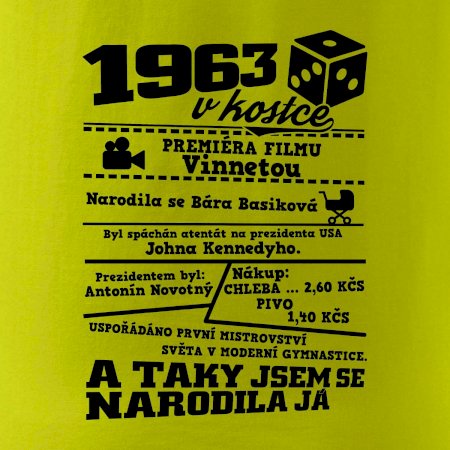 1963
v kostce
PREMIÉRA FILMU
Vinnetou
Narodila se Bára Basiková
Byl spáchán atentát na prezidenta USA
Johna Kennedyho.
Prezidentem byl:
Antonín Novotný
Nákup:
CHLEBA ... 2,60 KČS
PIVO
1,40 KČS
USPOŘÁDÁNO PRVNÍ MISTROVSTVÍ
SVĚTA V MODERNÍ GYMNASTICE.
A TAKY JSEM SE
NARODILA JÁ